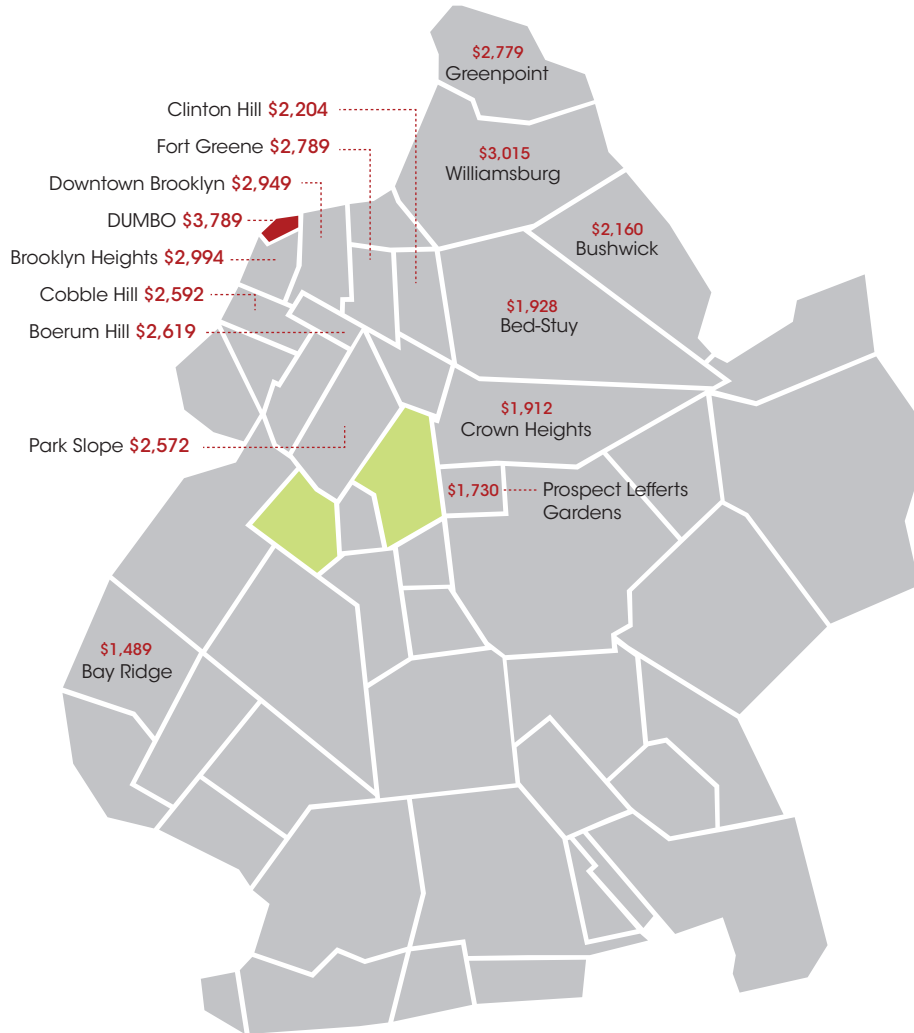 $2,779
Greenpoint
Clinton Hill $2,204
Fort Greene $2,789
$3,015
Williamsburg
Downtown Brooklyn $2,949
DUMBO $3,789
$2,160
Bushwick
Brooklyn Heights $2,994
Cobble Hill $2,592
$1,928
Bed-Stuy
Boerum Hill $2,619
$1,912
Crown Heights
Park Slope $2,572
$1,730 Prospect Lefferts
Gardens
$1,489
Bay Ridge